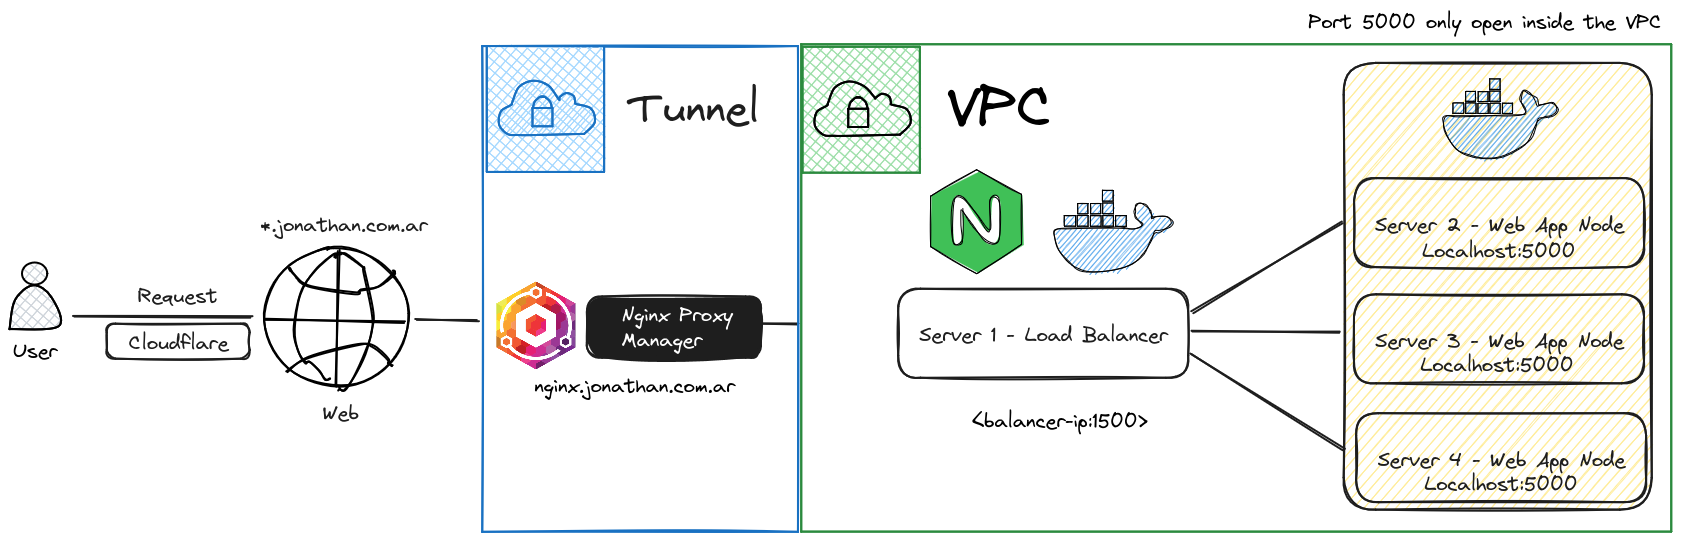 Port 5000 only open inside the VPC
Tunnel
VPC
*.jonathan.com.ar
Request
Cloudflare
User
Web
Nginx Proxy
Manager
nginx.jonathan.com.ar
N
Server 1 - Load Balancer
<balancer-ip:1500>
Server 2 - Web App Node
Localhost:5000
Server 3 - Web App Node
Localhost:5000
Server 4 - Web App Node
Localhost:5000